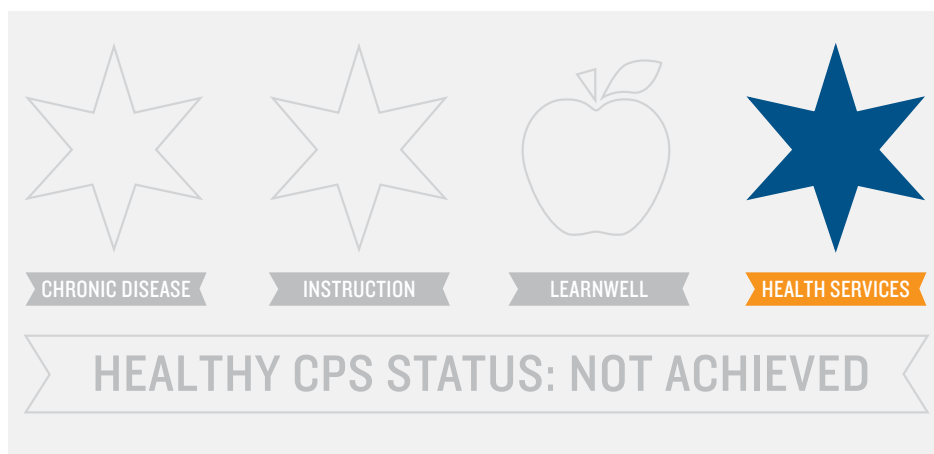 CHRONIC DISEASE
INSTRUCTION
LEARNWELL
HEALTH SERVICES
HEALTHY CPS STATUS: NOT ACHIEVED